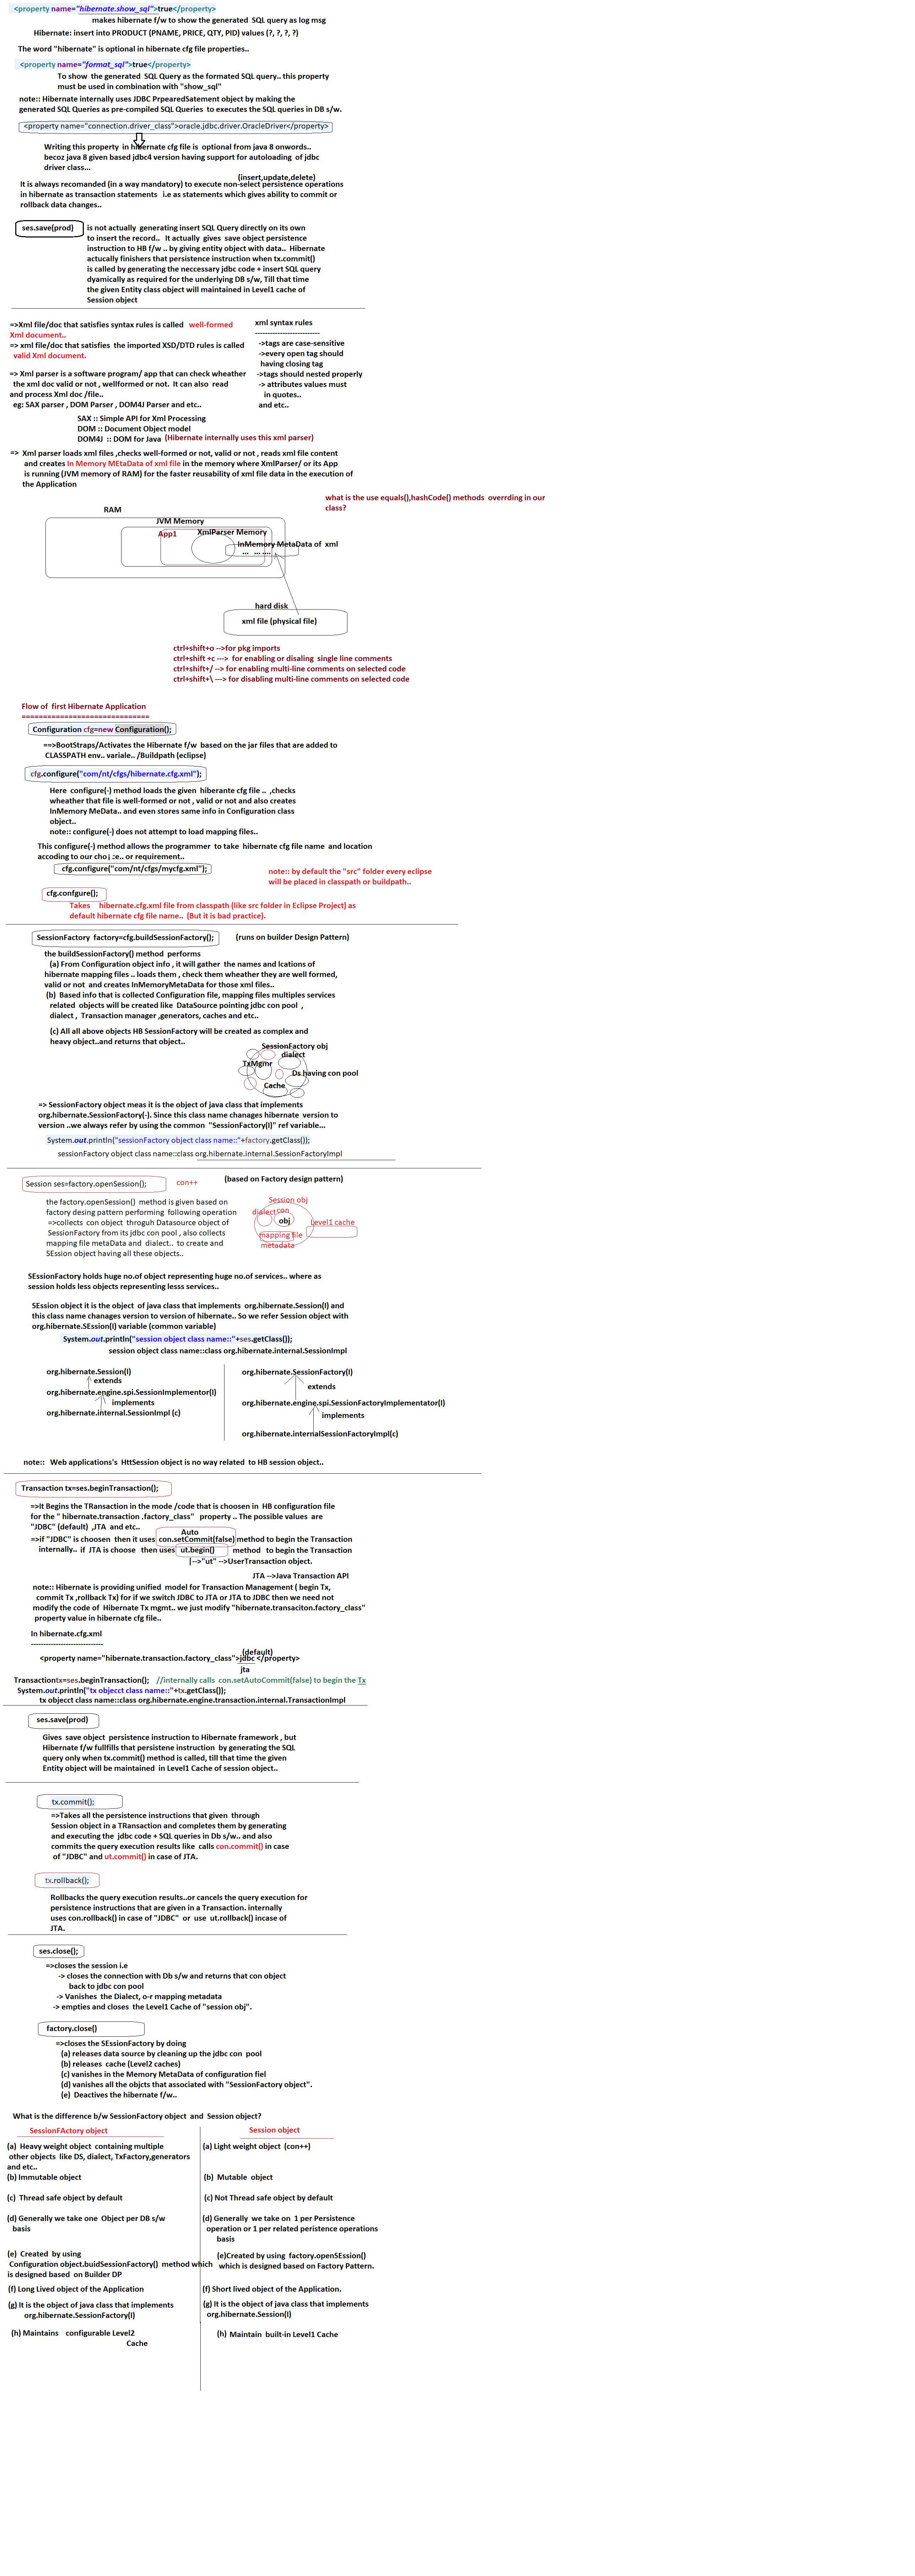 <property name="hibernate.show_sql">true</property>
makes hibernate f/w to show the generated SQL query as log msg
Hibernate: insert into PRODUCT (PNAME, PRICE, QTY, PID) values (?, ?, ?, ?)
The word "hibernate" is optional in hibernate cfg file properties..
<property name="format_sql">true</property>
To show the generated SQL Query as the formated SQL query.. this property
must be used in combination with "show_sql"
note:: Hibernate internally uses JDBC PrpearedSatement object by making the
generated SQL Queries as pre-compiled SQL Queries to executes the SQL queries in DB s/w.
<property name="connection.driver_class">oracle.jdbc.driver.OracleDriver</property>
Writing this property in hibernate cfg file is optional from java 8 onwords..
becoz java 8 given based jdbc4 version having support for autoloading of jdbc
driver class...
(insert,update,delete)
It is always recomanded (in a way mandatory) to execute non-select persistence operations
in hibernate as transaction statements i.e as statements which gives ability to commit or
rollback data changes..
ses.save(prod)
is not actually generating insert SQL Query directly on its own
to insert the record.. It actually gives save object persistence
instruction to HB f/w .. by giving entity object with data.. Hibernate
actucally finishers that persistence instruction when tx.commit()
is called by generating the neccessary jdbc code + insert SQL query
dyamically as required for the underlying DB s/w, Till that time
the given Entity class object will maintained in Level1 cache of
Session object
=>Xml file/doc that satisfies syntax rules is called well-formed
Xml document..
=> xml file/doc that satisfies the imported XSD/DTD rules is called
valid Xml document.
=> Xml parser is a software program/ app that can check wheather
the xml doc valid or not , wellformed or not. It can also read
and process Xml doc /file..
eg: SAX parser , DOM Parser , DOM4J Parser and etc..
xml syntax rules
--------------------------
->tags are case-sensitive
->every open tag should
having closing tag
->tags should nested properly
-> attributes values must
in quotes..
and etc..
SAX :: Simple API for Xml Processing
DOM :: Document Object model
DOM4J :: DOM for Java (Hibernate internally uses this xml parser)
=> Xml parser loads xml files ,checks well-formed or not, valid or not , reads xml file content
and creates In Memory MEtaData of xml file in the memory where XmlParser/ or its App
is running (JVM memory of RAM) for the faster reusability of xml file data in the execution of
the Application
what is the use equals(),hashCode() methods overrding in our
class?
RAM
JVM Memory
App1
XmlParser Memory
InMemory MetaData of xml
... ... ....
hard disk
xml file (physical file)
ctrl+shift+o -->for pkg imports
ctrl+shift +c ---> for enabling or disaling single line comments
ctrl+shift+/ --> for enabling multi-line comments on selected code
ctrl+shift+\ ---> for disabling multi-line comments on selected code
Flow of first Hibernate Application
==============================
Configuration cfg=new Configuration();
==>BootStraps/Activates the Hibernate f/w based on the jar files that are added to
CLASSPATH env.. variale.. /Buildpath (eclipse)
cfg.configure("com/nt/cfgs/hibernate.cfg.xml");
Here configure(-) method loads the given hiberante cfg file .. ,checks
wheather that file is well-formed or not , valid or not and also creates
InMemory MeData.. and even stores same info in Configuration class
object..
note:: configure(-) does not attempt to load mapping files..
This configure(-) method allows the programmer to take hibernate cfg file name and location
accoding to our choice.. or requirement..
cfg.configure("com/nt/cfgs/mycfg.xml");
note:: by default the "src" folder every eclipse
will be placed in classpath or buildpath..
cfg.confgure();
Takes hibernate.cfg.xml file from classpath (like src folder in Eclipse Project) as
default hibernate cfg file name.. (But it is bad practice).
SessionFactory factory=cfg.buildSessionFactory(); (runs on builder Design Pattern)
the buildSessionFactory() method performs
(a) From Configuration object info , it will gather the names and lcations of
hibernate mapping files .. loads them , check them wheather they are well formed,
valid or not and creates InMemoryMetaData for those xml files..
(b) Based info that is collected Configuration file, mapping files multiples services
related objects will be created like DataSource pointing jdbc con pool ,
dialect , Transaction manager ,generators, caches and etc..
(c) All all above objects HB SessionFactory will be created as complex and
heavy object..and returns that object..
SessionFactory obj
dialect
TxMgmr
Ds having con pool
Cache
=> SessionFactory object meas it is the object of java class that implements
org.hibernate.SessionFactory(-). Since this class name chanages hibernate version to
version ..we always refer by using the common "SessionFactory(I)" ref variable...
System.out.println("sessionFactory object class name::"+factory.getClass());
sessionFactory object class name::class org.hibernate.internal.SessionFactoryImpl
Session ses=factory.openSession(); con++ (based on Factory design pattern)
the factory.openSession() method is given based on
factory desing pattern performing following operation
=>collects con object throguh Datasource object of
SessionFactory from its jdbc con pool , also collects
mapping file metaData and dialect.. to create and
SEssion object having all these objects..
Session obj
dialect
con
obj
Level1 cache
mapping file
metadata
SEssionFactory holds huge no.of object representing huge no.of services.. where as
session holds less objects representing lesss services..
SEssion object it is the object of java class that implements org.hibernate.Session(I) and
this class name chanages version to version of hibernate.. So we refer Session object with
org.hibernate.SEssion(I) variable (common variable)
System.out.println("session object class name::"+ses.getClass());
session object class name::class org.hibernate.internal.SessionImpl
org.hibernate.Session(I)
extends
org.hibernate.engine.spi.SessionImplementor(I)
implements
org.hibernate.internal.SessionImpl (c)
org.hibernate.SessionFactory(I)
extends
org.hibernate.engine.spi.SessionFactoryImplementator(I)
implements
org.hibernate.internalSessionFactoryImpl(c)
note:: Web applications's HttSession object is no way related to HB session object..
Transaction tx=ses.beginTransaction();
=>It Begins the TRansaction in the mode /code that is choosen in HB configuration file
for the " hibernate.transaction .factory_class" property .. The possible values are
"JDBC" (default) ,JTA and etc..
Auto
=>if "JDBC" is choosen then it uses con.setCommit(false) method to begin the Transaction
internally.. if JTA is choose then uses ut.begin() method to begin the Transaction
|-->"ut" -->UserTransaction object.
JTA -->Java Transaction API
note:: Hibernate is providing unified model for Transaction Management ( begin Tx,
commit Tx ,rollback Tx) for if we switch JDBC to JTA or JTA to JDBC then we need not
modify the code of Hibernate Tx mgmt.. we just modify "hibernate.transaciton.factory_class"
property value in hibernate cfg file..
In hibernate.cfg.xml
-----------------------------
(default)
<property name="hibernate.transaction.factory_class">jdbc </property>
jta
Transactiontx=ses.beginTransaction(); //internally calls con.setAutoCommit(false) to begin the Tx
System.out.println("tx objecct class name::"+tx.getClass());
tx objecct class name::class org.hibernate.engine.transaction.internal.TransactionImpl
ses.save(prod)
Gives save object persistence instruction to Hibernate framework , but
Hibernate f/w fullfills that persistene instruction by generating the SQL
query only when tx.commit() method is called, till that time the given
Entity object will be maintained in Level1 Cache of session object..
tx.commit();
=>Takes all the persistence instructions that given through
Session object in a TRansaction and completes them by generating
and executing the jdbc code + SQL queries in Db s/w.. and also
commits the query execution results like calls con.commit() in case
of "JDBC" and ut.commit() in case of JTA.
tx.rollback();
Rollbacks the query execution results..or cancels the query execution for
persistence instructions that are given in a Transaction. internally
uses con.rollback() in case of "JDBC" or use ut.rollback() incase of
JTA.
ses.close();
=>closes the session i.e
-> closes the connection with Db s/w and returns that con object
back to jdbc con pool
-> Vanishes the Dialect, o-r mapping metadata
-> empties and closes the Level1 Cache of "session obj".
factory.close()
=>closes the SEssionFactory by doing
(a) releases data source by cleaning up the jdbc con pool
(b) releases cache (Level2 caches)
(c) vanishes in the Memory MetaData of configuration fiel
(d) vanishes all the objcts that associated with "SessionFactory object".
(e) Deactives the hibernate f/w..
What is the difference b/w SessionFactory object and Session object?
SessionFActory object
Session object
(a) Heavy weight object containing multiple
other objects like DS, dialect, TxFactory,generators
and etc..
(a) Light weight object (con++)
(b) Immutable object
(b) Mutable object
(c) Thread safe object by default
(c) Not Thread safe object by default
(d) Generally we take one Object per DB s/w
basis
(d) Generally we take on 1 per Persistence
operation or 1 per related peristence operations
basis
(e) Created by using
Configuration object.buidSessionFactory() method which
is designed based on Builder DP
(e)Created by using factory.openSEssion()
which is designed based on Factory Pattern.
(f) Long Lived object of the Application
(f) Short lived object of the Application.
(g) It is the object of java class that implements
org.hibernate.SessionFactory(I)
(g) It is the object of java class that implements
org.hibernate.Session(I)
(h) Maintains configurable Level2
Cache
(h) Maintain built-in Level1 Cache